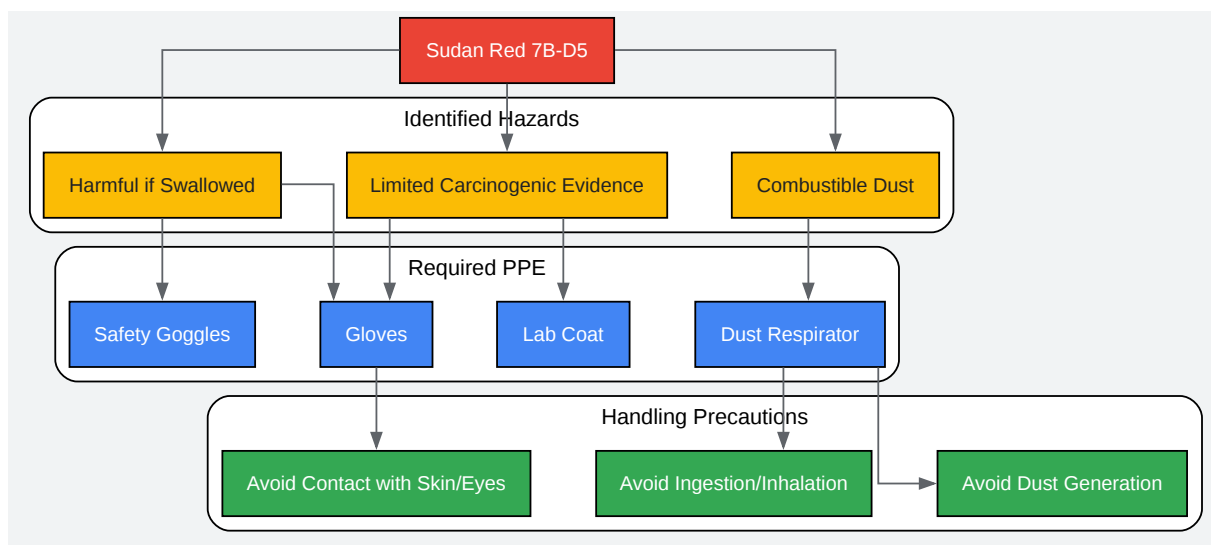 Sudan Red 7B-D5
Identified Hazards
Harmful if Swallowed
Limited Carcinogenic Evidence
Combustible Dust
Required PPE
Safety Goggles
Gloves
Lab Coat
Dust Respirator
Handling Precautions
Avoid Contact with Skin/Eyes
Avoid Ingestion/Inhalation
Avoid Dust Generation